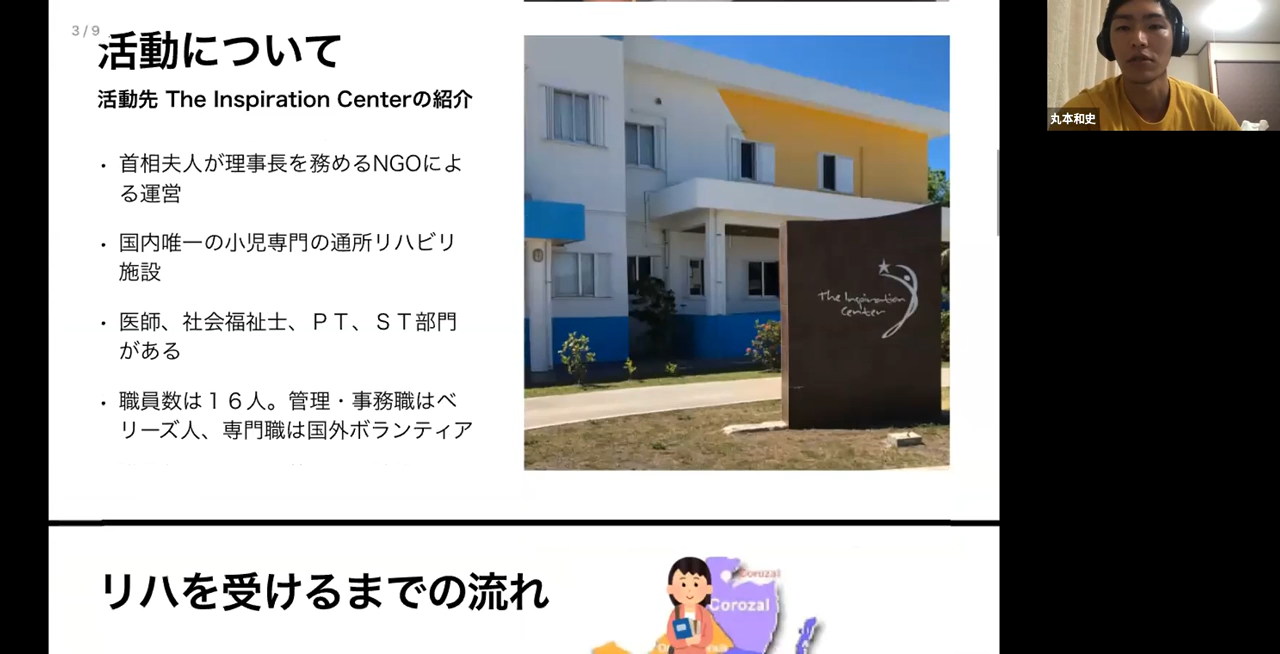 3 / 9
活動について
活動先 The Inspiration Centerの紹介
・ 首相夫人が理事長を務めるNGOによ
る運営
・ 国内唯一の小児専門の通所リハビリ
施設
・ 医師、社会福祉士、ＰＴ、ＳＴ部門
がある
・ 職員数は１６人。管理・事務職はベ
リーズ人、専門職は国外ボランティア
The Inspiration
Center
丸本和史
リハを受けるまでの流れ
Corozal
Corozal